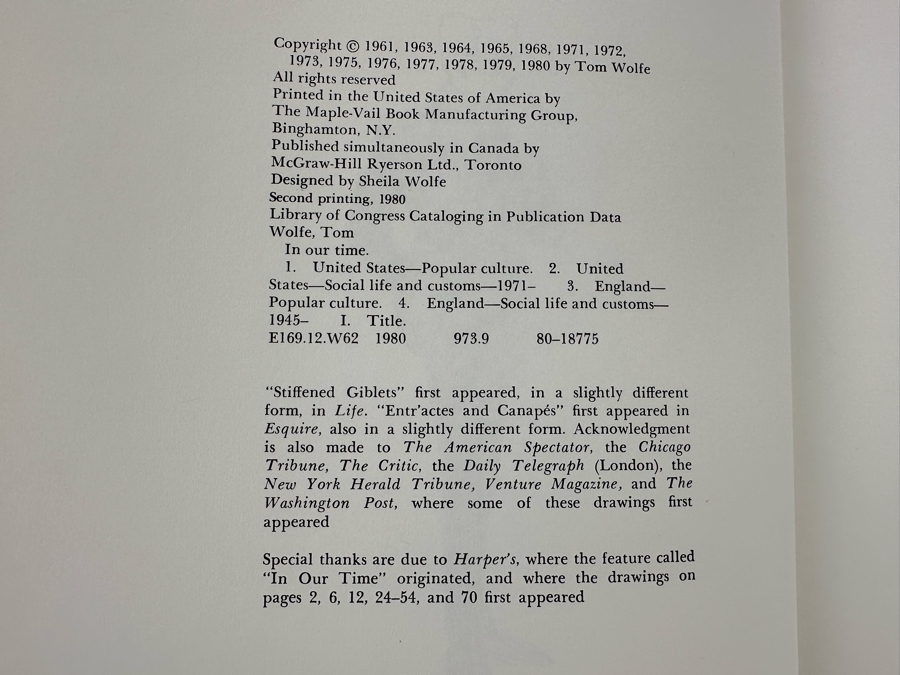 Copyright © 1961, 1963, 1964, 1965, 1968, 1971, 1972,
1973, 1975, 1976, 1977, 1978, 1979, 1980 by Tom Wolfe
All rights reserved
Printed in the United States of America by
The Maple-Vail Book Manufacturing Group,
Binghamton, N.Y.
Published simultaneously in Canada by
McGraw-Hill Ryerson Ltd., Toronto
Designed by Sheila Wolfe
Second printing, 1980
Library of Congress Cataloging in Publication Data
Wolfe, Tom
In our time.
1. United States—Popular culture. 2. United
States—Social life and customs—1971– 3. England—
Popular culture. 4. England—Social life and customs—
1945– I. Title.
E169.12.W62 1980 973.9 80–18775
"Stiffened Giblets" first appeared, in a slightly different
form, in Life. "Entr'actes and Canapés" first appeared in
Esquire, also in a slightly different form. Acknowledgment
is also made to The American Spectator, the Chicago
Tribune, The Critic, the Daily Telegraph (London), the
New York Herald Tribune, Venture Magazine, and The
Washington Post, where some of these drawings first
appeared
Special thanks are due to Harper's, where the feature called
"In Our Time" originated, and where the drawings on
pages 2, 6, 12, 24–54, and 70 first appeared